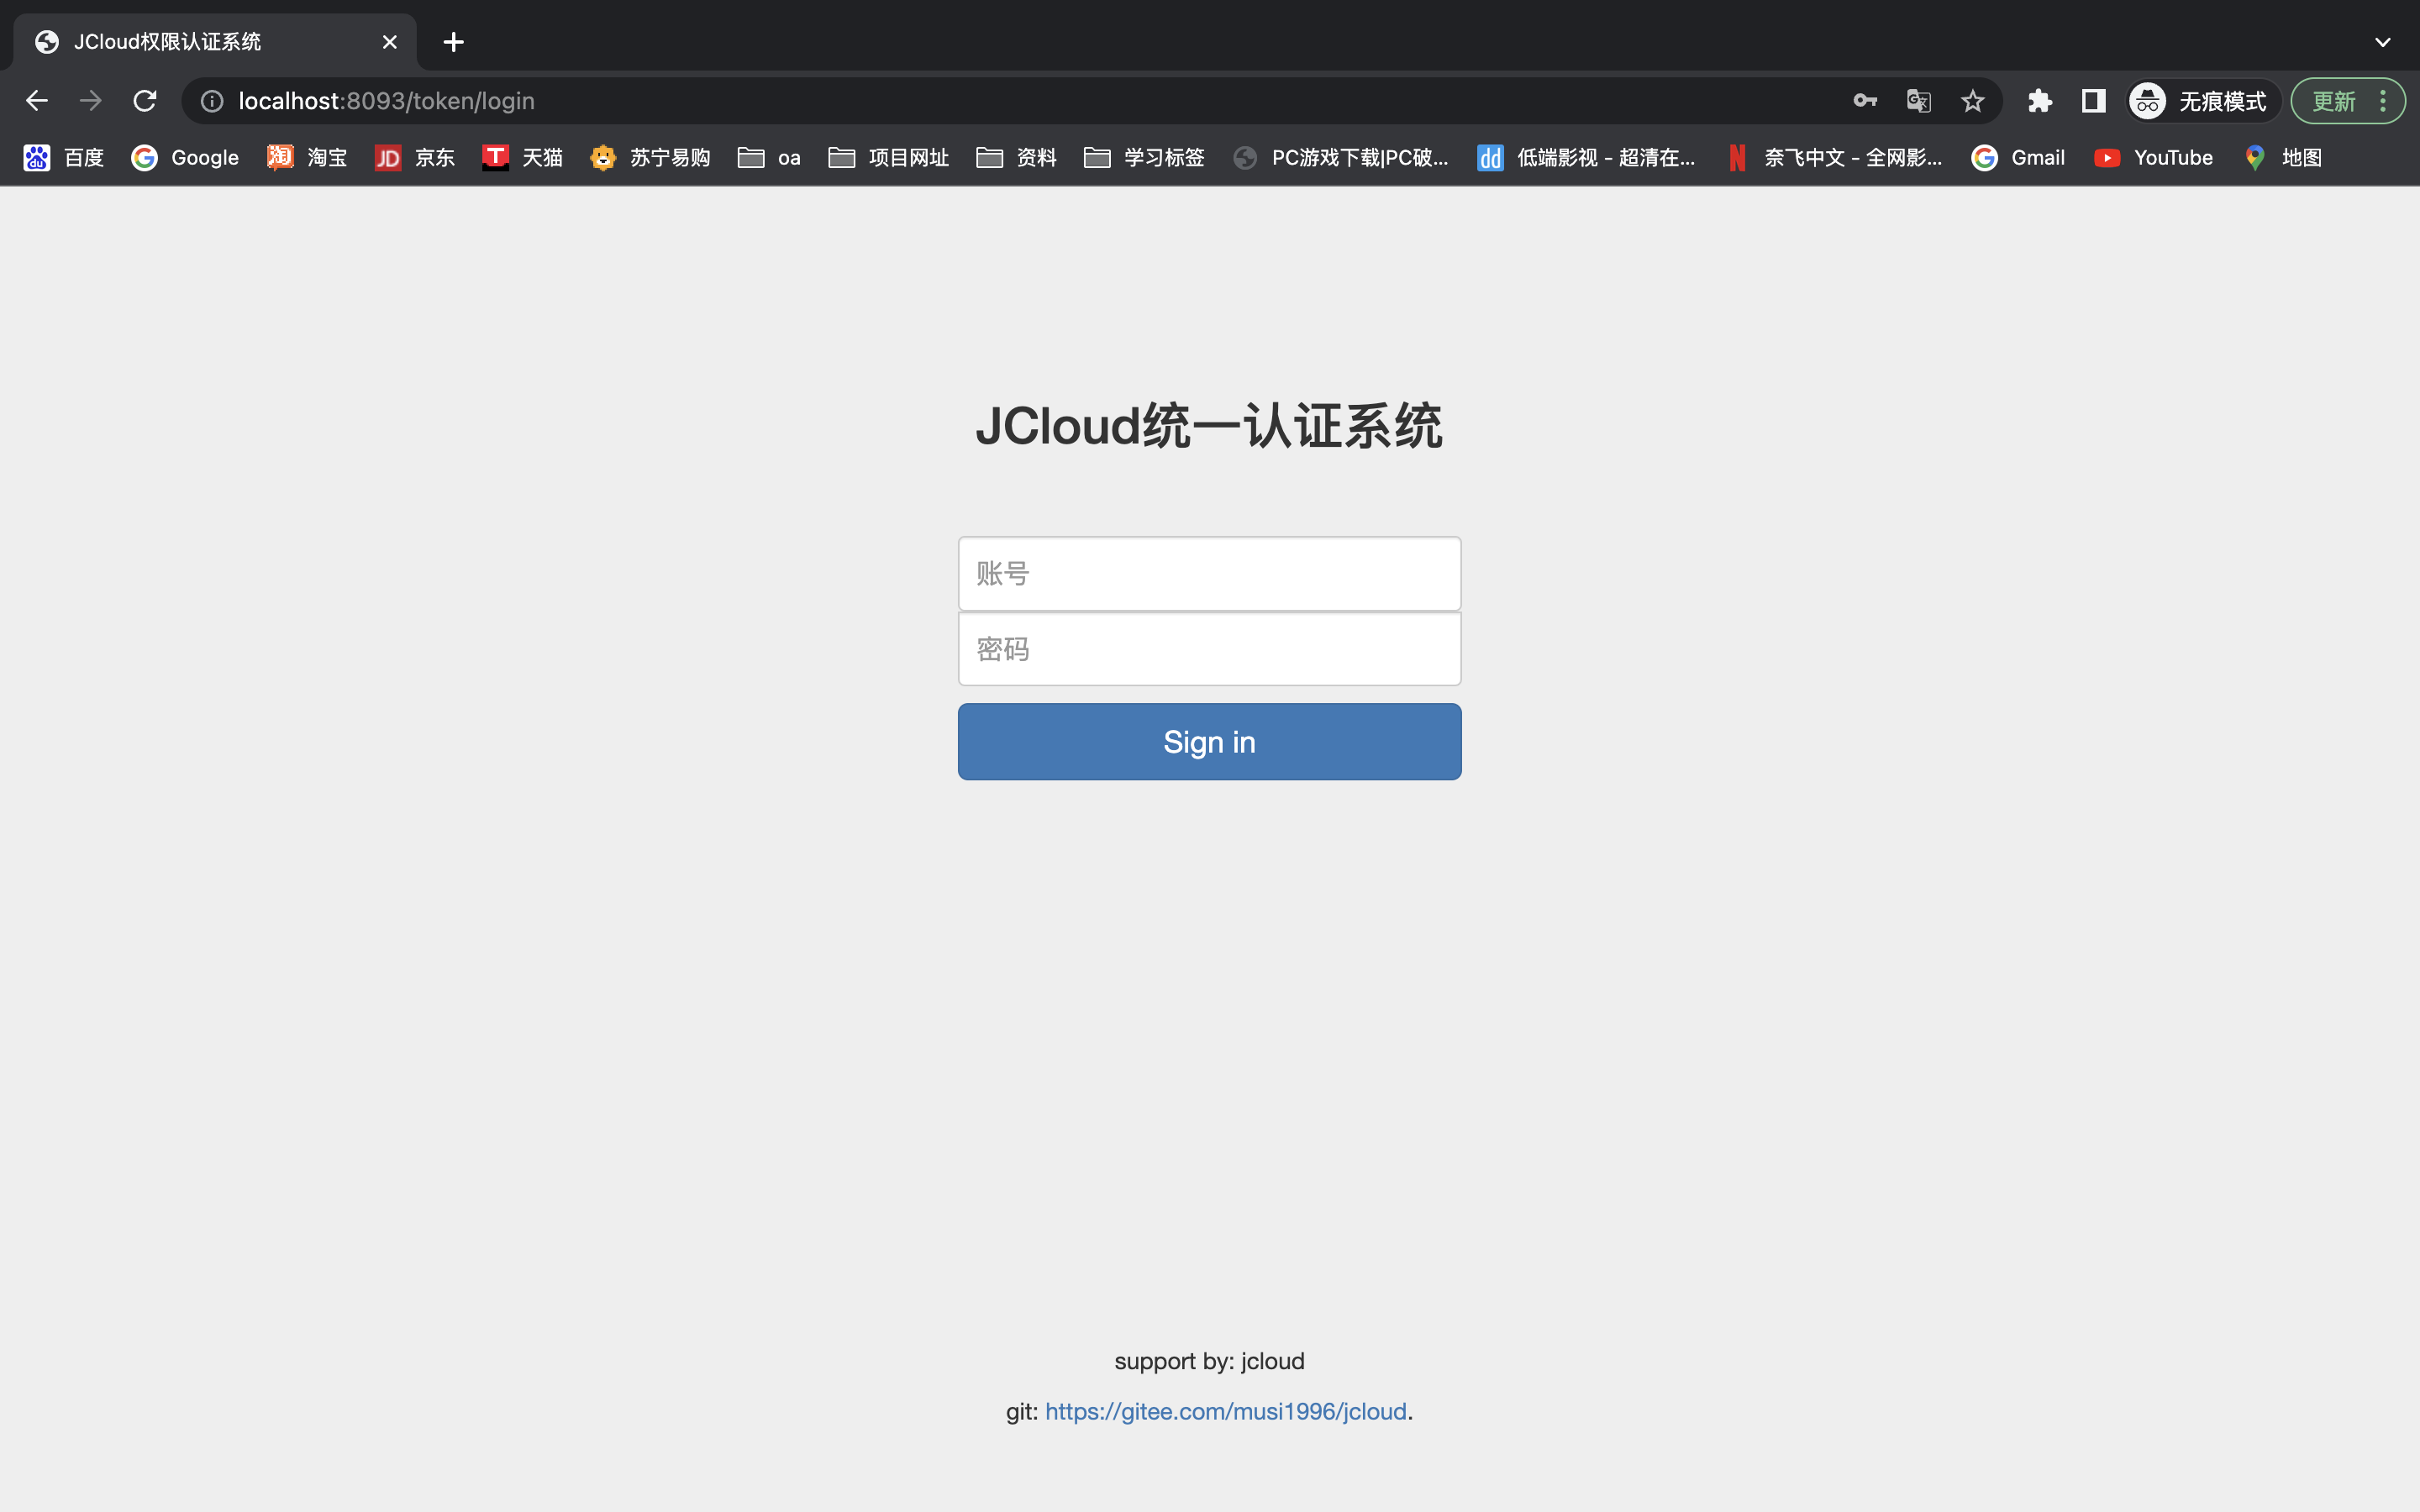 JCloud权限认证系统
localhost:8093/token/login
无痕模式
更新
百度
Google
淘宝
京东
天猫
苏宁易购
oa
项目网址
资料
学习标签
PC游戏下载|PC破...
低端影视 - 超清在...
奈飞中文 - 全网影...
Gmail
YouTube
地图
JCloud统一认证系统
账号
密码
Sign in
support by: jcloud
git: https://gitee.com/musi1996/jcloud.